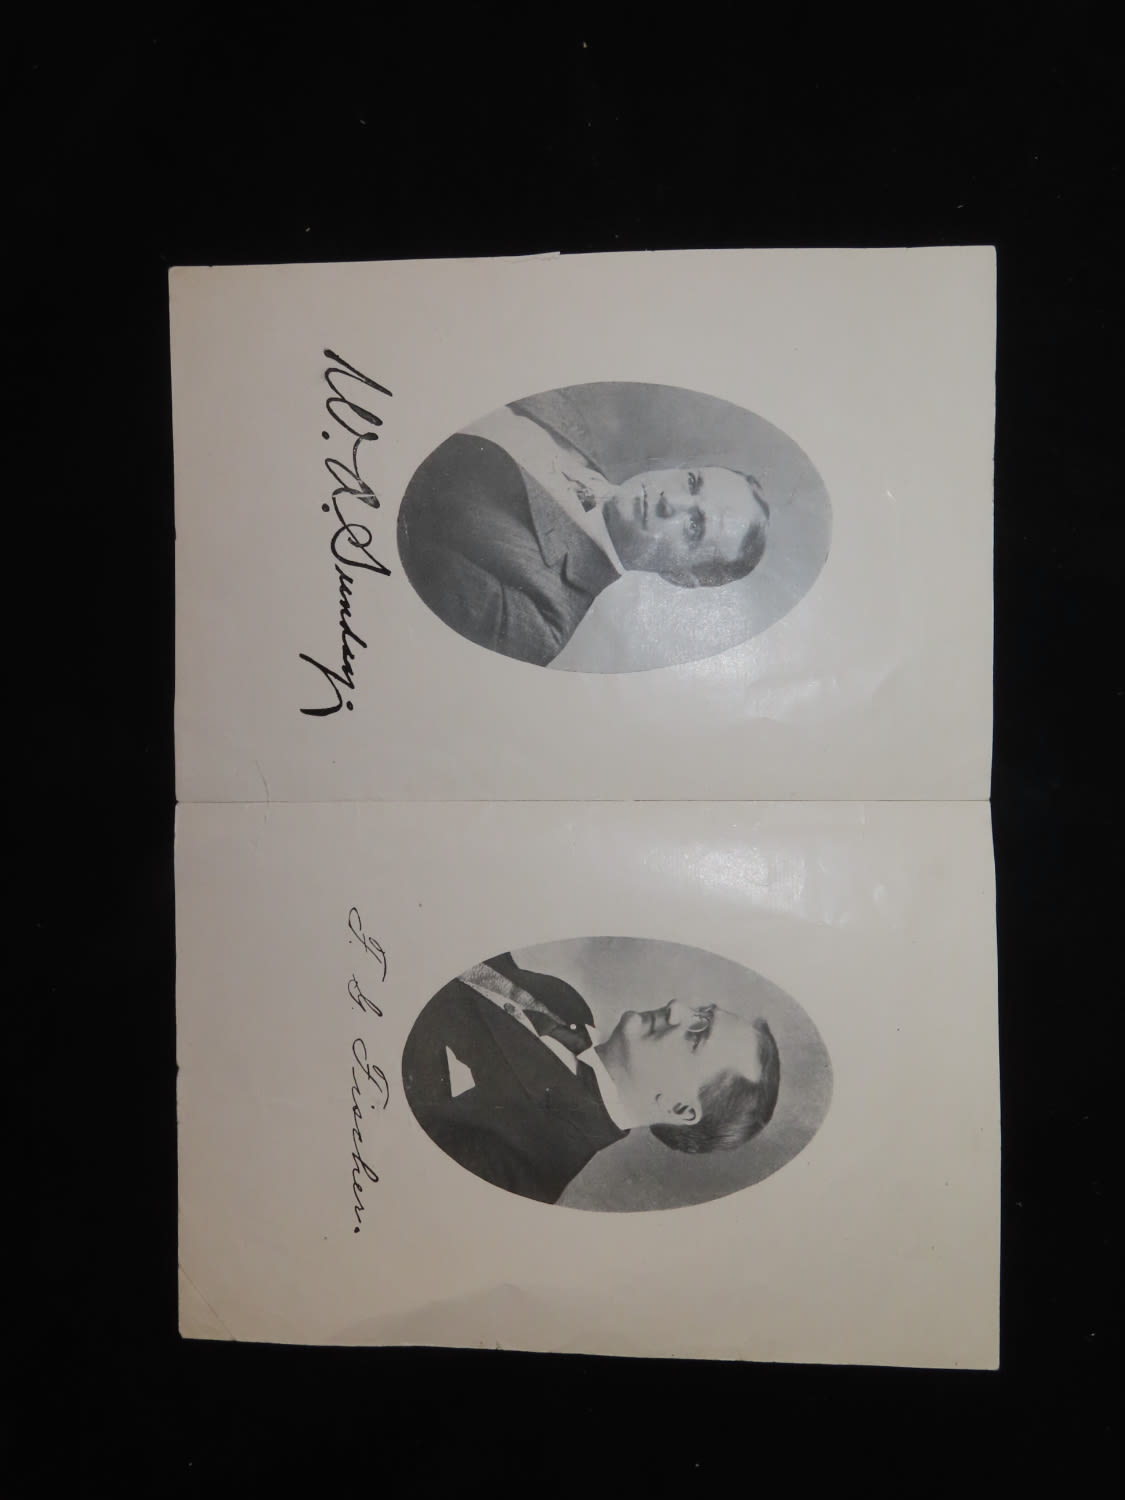 W. A. Sunday.
F. G. Fischer.